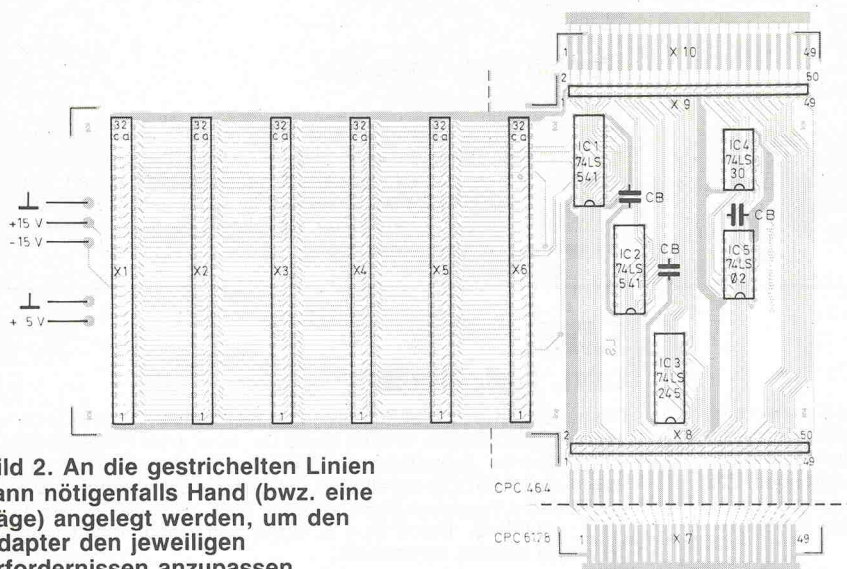 1 X 10 49
2 50
1 X 9 49
32 32 32 32 32 32
c a c a c a c a c a c a
IC1
74LS
541
IC4
74LS
30
CB
CB
+15 V
-15 V
X1 X2 X3 X4 X5 X6
IC2
74LS
541
CB
IC5
74LS
02
+ 5 V
IC3
74LS
245
1 1 1 1 1 1
2 X 8 50
1 49
ild 2. An die gestrichelten Linien
ann nötigenfalls Hand (bwz. eine
äge) angelegt werden, um den
dapter den jeweiligen
rfordernissen anzupassen
CPC 464
CPC 6128
1 X 7 49